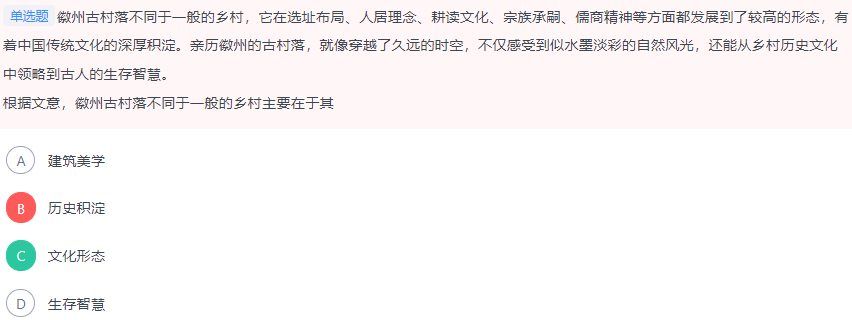 单选题 徽州古村落不同于一般的乡村，它在选址布局、人居理念、耕读文化、宗族承嗣、儒商精神等方面都发展到了较高的形态，有
着中国传统文化的深厚积淀。亲历徽州的古村落，就像穿越了久远的时空，不仅感受到似水墨淡彩的自然风光，还能从乡村历史文化
中领略到古人的生存智慧。
根据文意，徽州古村落不同于一般的乡村主要在于其
A 建筑美学
B 历史积淀
C 文化形态
D 生存智慧